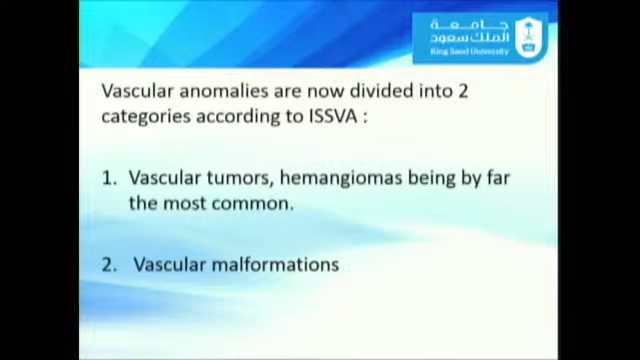 جامعة
الملك سعود
King Saud University
Vascular anomalies are now divided into 2
categories according to ISSVA :
1. Vascular tumors, hemangiomas being by far
the most common.
2. Vascular malformations